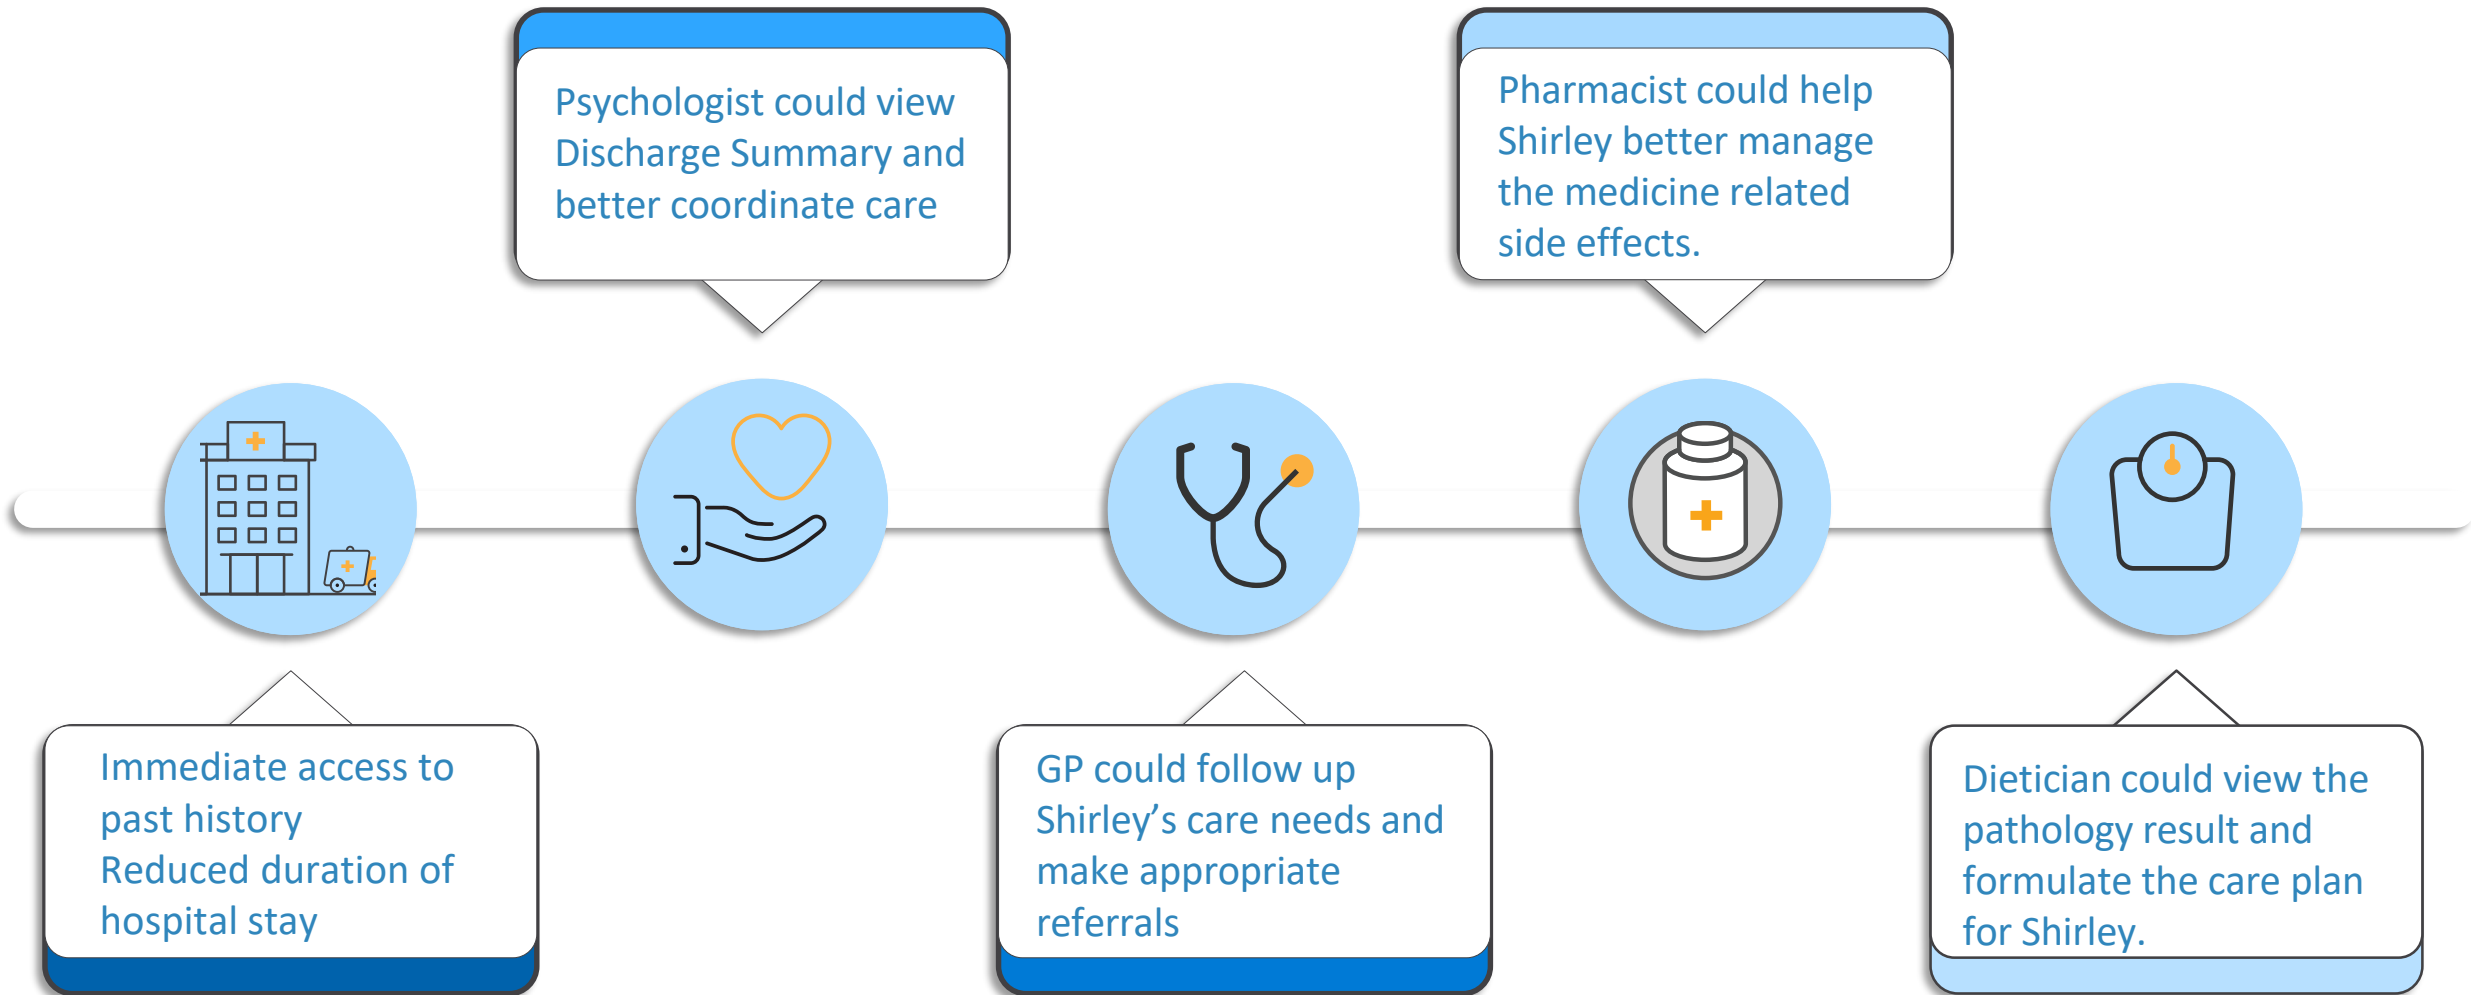 Psychologist could view
Discharge Summary and
better coordinate care
Pharmacist could help
Shirley better manage
the medicine related
side effects.
Immediate access to
past history
Reduced duration of
hospital stay
GP could follow up
Shirley’s care needs and
make appropriate
referrals
Dietician could view the
pathology result and
formulate the care plan
for Shirley.